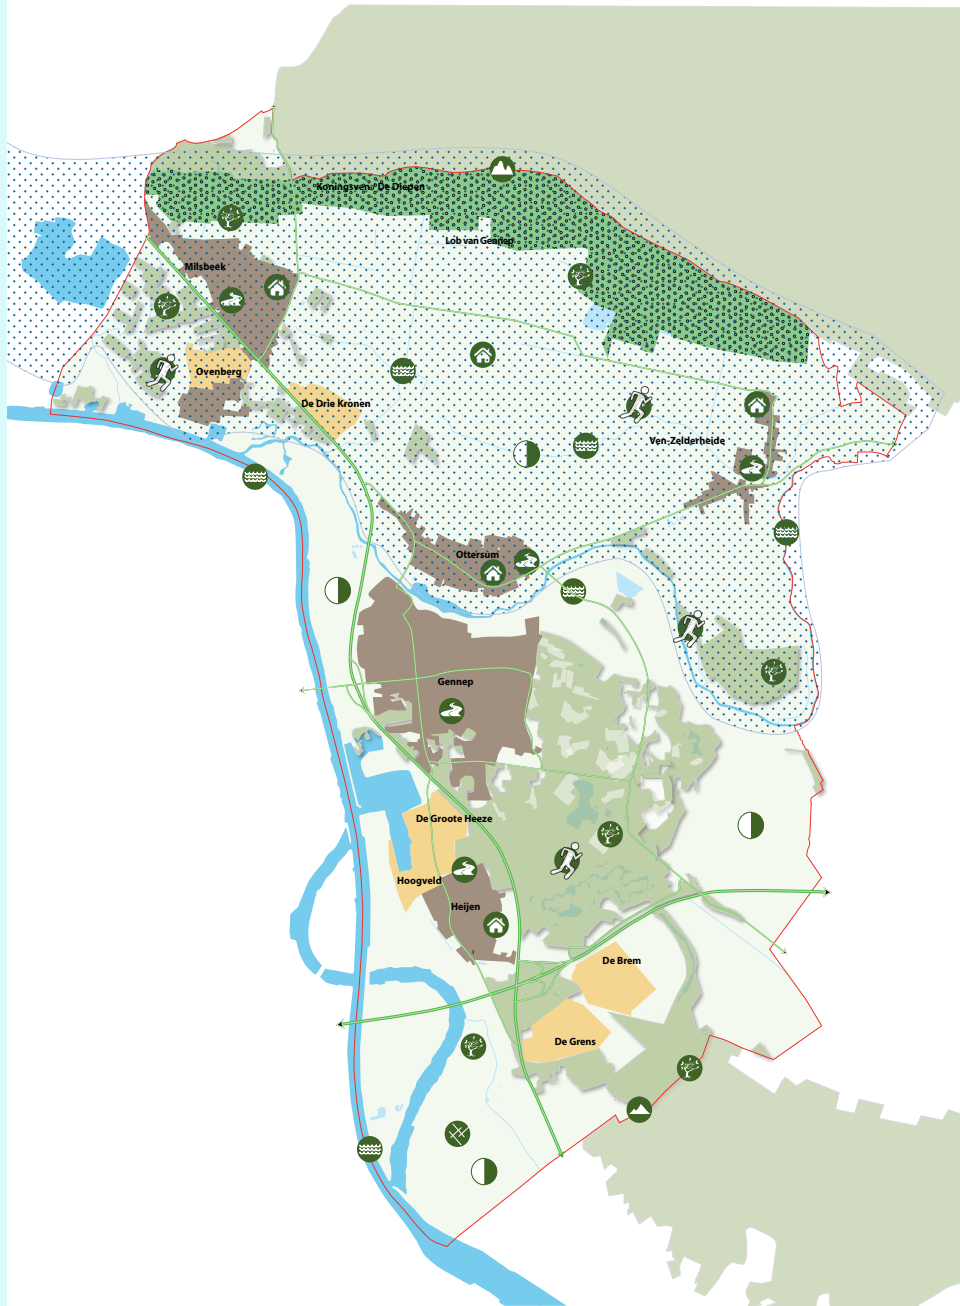 Koningsven / De Diepen
Lob van Gennep
Milsbeek
Ovenberg
De Drie Kronen
Ven-Zelderheide
Ottersum
Gennep
De Groote Heeze
Hoogveld
Heijen
De Brem
De Grens